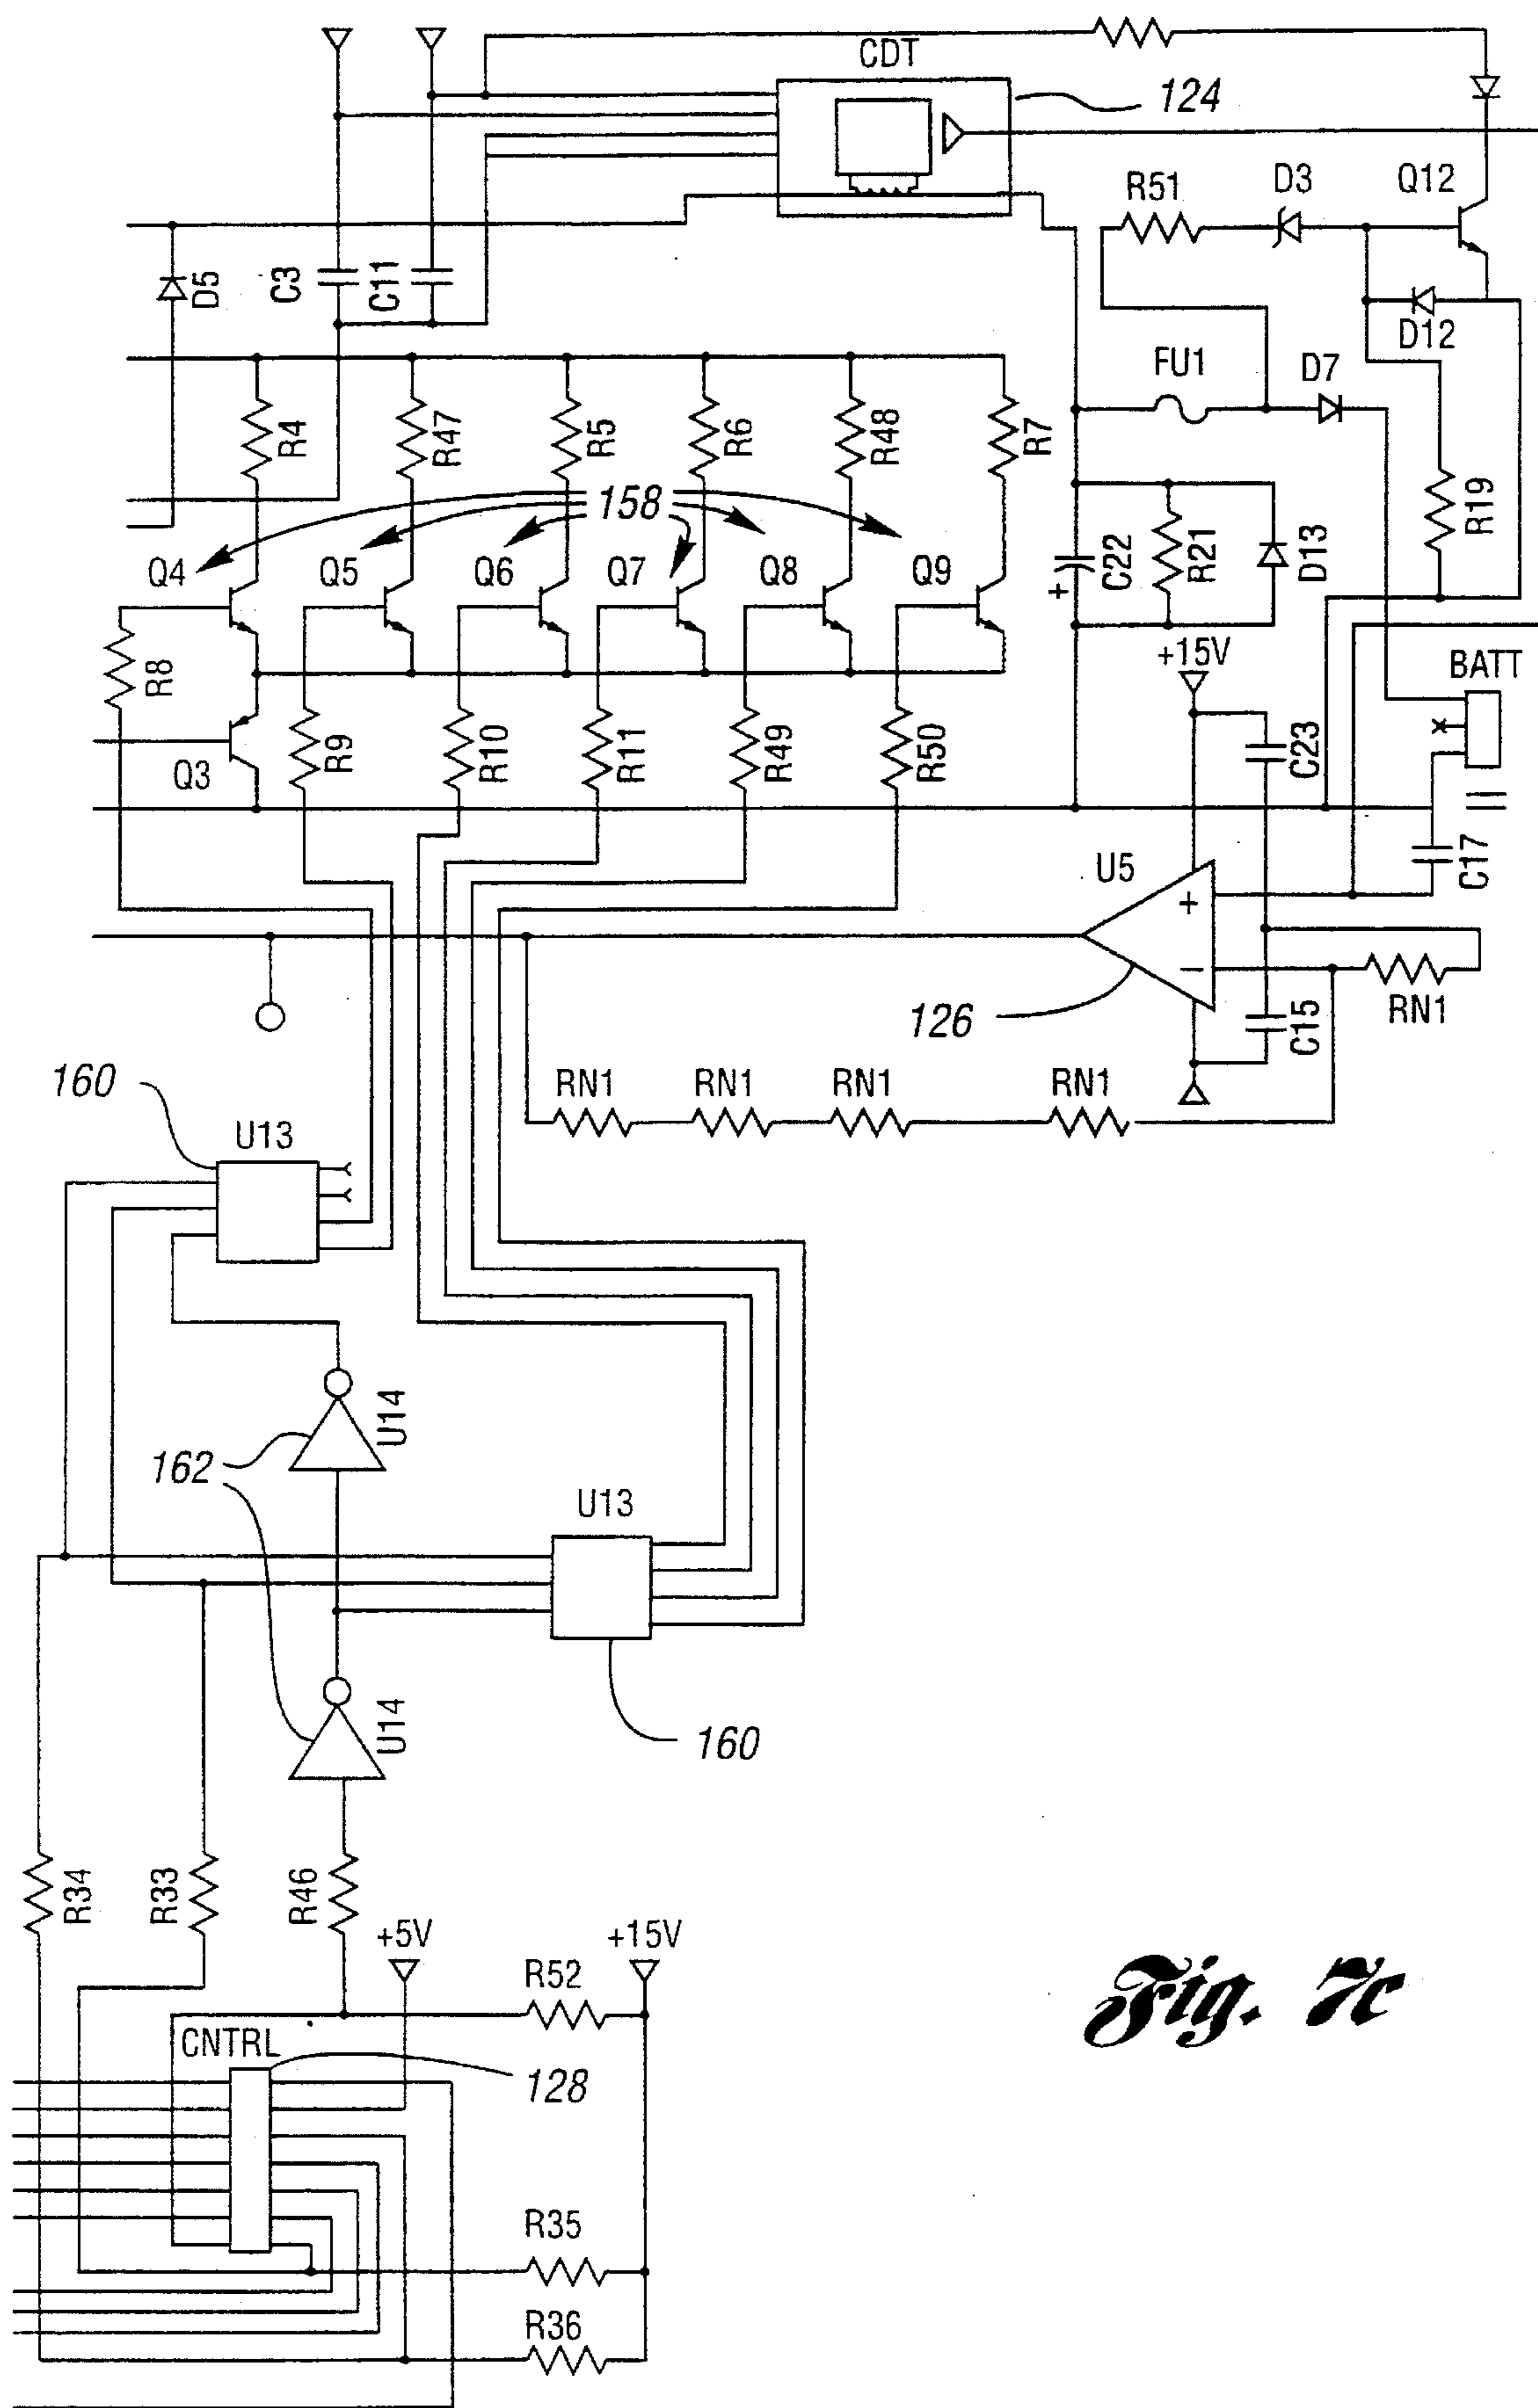 CDT
124
R51 D3 Q12
D5 C3 C11
D12
FU1 D7
R4 R47 R5 R6 R48 R7
158
R19
Q4 Q5 Q6 Q7 Q8 Q9
C22 R21 D13
+
+15V
BATT
R8
Q3 R9 R10 R11 R49 R50
C23
C17
U5
+
−
126
RN1
C15
160
RN1 RN1 RN1 RN1
U13
U14
162
U13
U14
160
R34 R33 R46
+5V +15V
R52
CNTRL
128
R35
R36
Fig. 7c